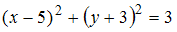 (x − 5)² + (y + 3)² = 3